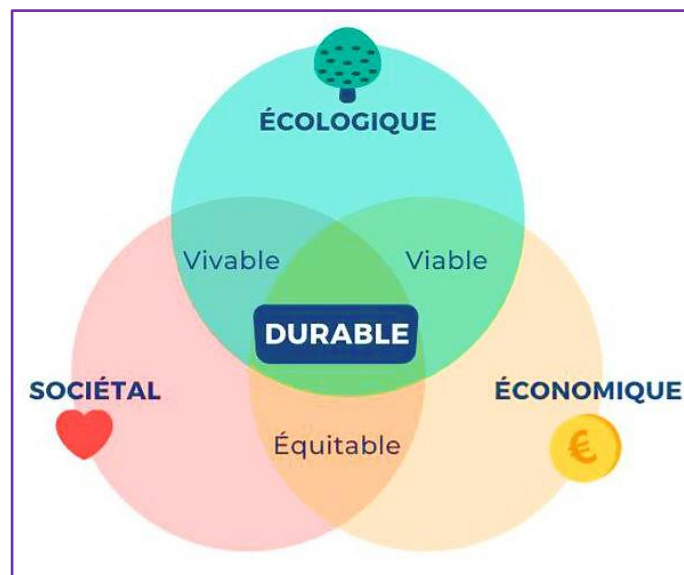 ÉCOLOGIQUE
Vivable
Viable
DURABLE
SOCIÉTAL
ÉCONOMIQUE
€
Équitable